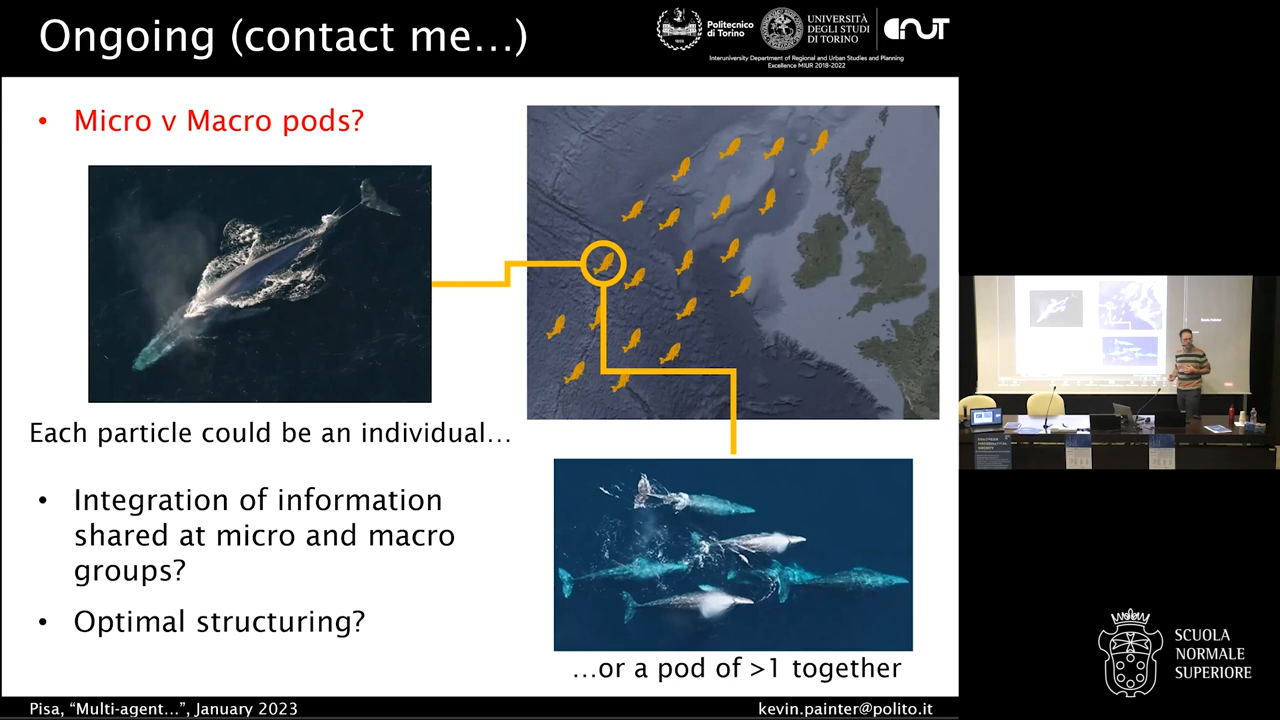 Ongoing (contact me...)
Politecnico
di Torino
UNIVERSITÀ
DEGLI STUDI
DI TORINO
Interuniversity Department of Regional and Urban Studies and Planning
Excellence MIUR 2018-2022
• Micro v Macro pods?
Each particle could be an individual...
• Integration of information
shared at micro and macro
groups?
• Optimal structuring?
...or a pod of >1 together
Pisa, “Multi-agent...”, January 2023
kevin.painter@polito.it
SCUOLA
NORMALE
SUPERIORE